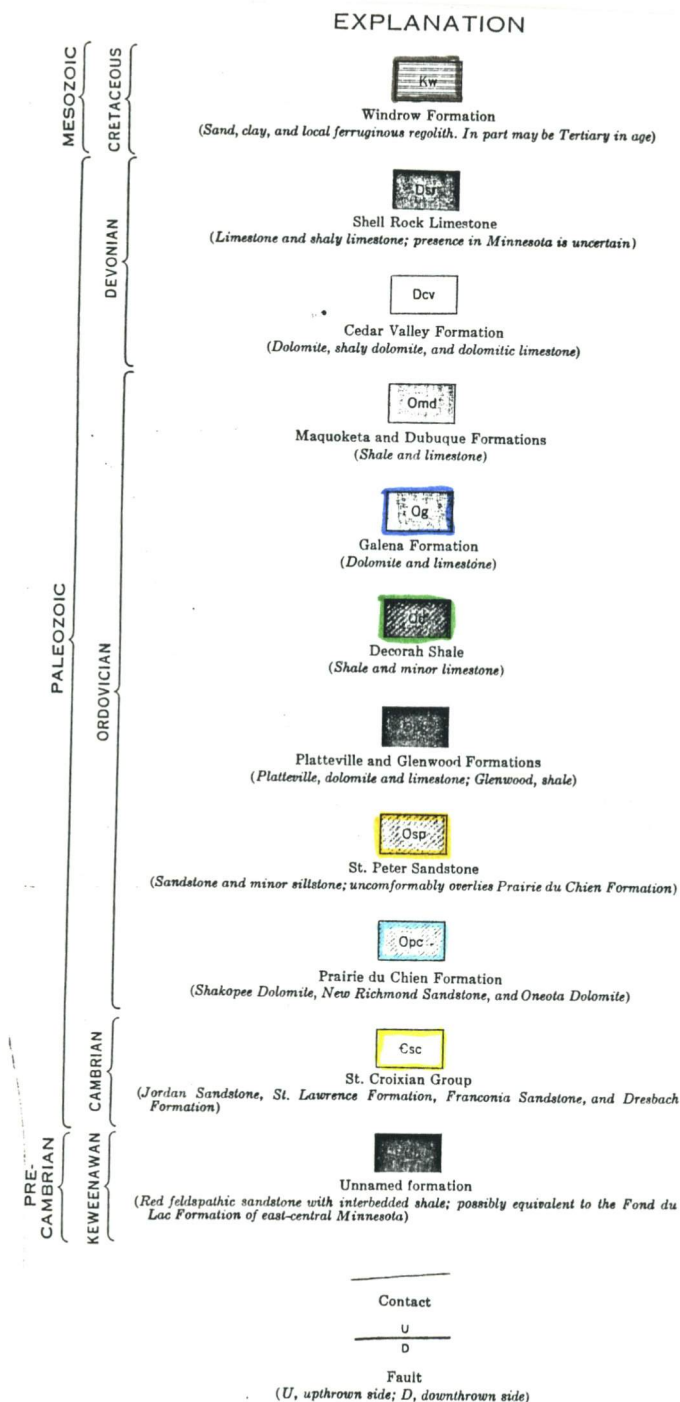 EXPLANATION
MESOZOIC
CRETACEOUS
Kw
Windrow Formation
(Sand, clay, and local ferruginous regolith. In part may be Tertiary in age)
PALEOZOIC
DEVONIAN
Dsr
Shell Rock Limestone
(Limestone and shaly limestone; presence in Minnesota is uncertain)
Dcv
Cedar Valley Formation
(Dolomite, shaly dolomite, and dolomitic limestone)
ORDOVICIAN
Omd
Maquoketa and Dubuque Formations
(Shale and limestone)
Og
Galena Formation
(Dolomite and limestone)
Decorah Shale
(Shale and minor limestone)
Platteville and Glenwood Formations
(Platteville, dolomite and limestone; Glenwood, shale)
Osp
St. Peter Sandstone
(Sandstone and minor siltstone; uncomformably overlies Prairie du Chien Formation)
Opc
Prairie du Chien Formation
(Shakopee Dolomite, New Richmond Sandstone, and Oneota Dolomite)
CAMBRIAN
Єsc
St. Croixian Group
(Jordan Sandstone, St. Lawrence Formation, Franconia Sandstone, and Dresbach
Formation)
PRE-
CAMBRIAN
KEWEENAWAN
Unnamed formation
(Red feldspathic sandstone with interbedded shale; possibly equivalent to the Fond du
Lac Formation of east-central Minnesota)
Contact
U
D
Fault
(U, upthrown side; D, downthrown side)